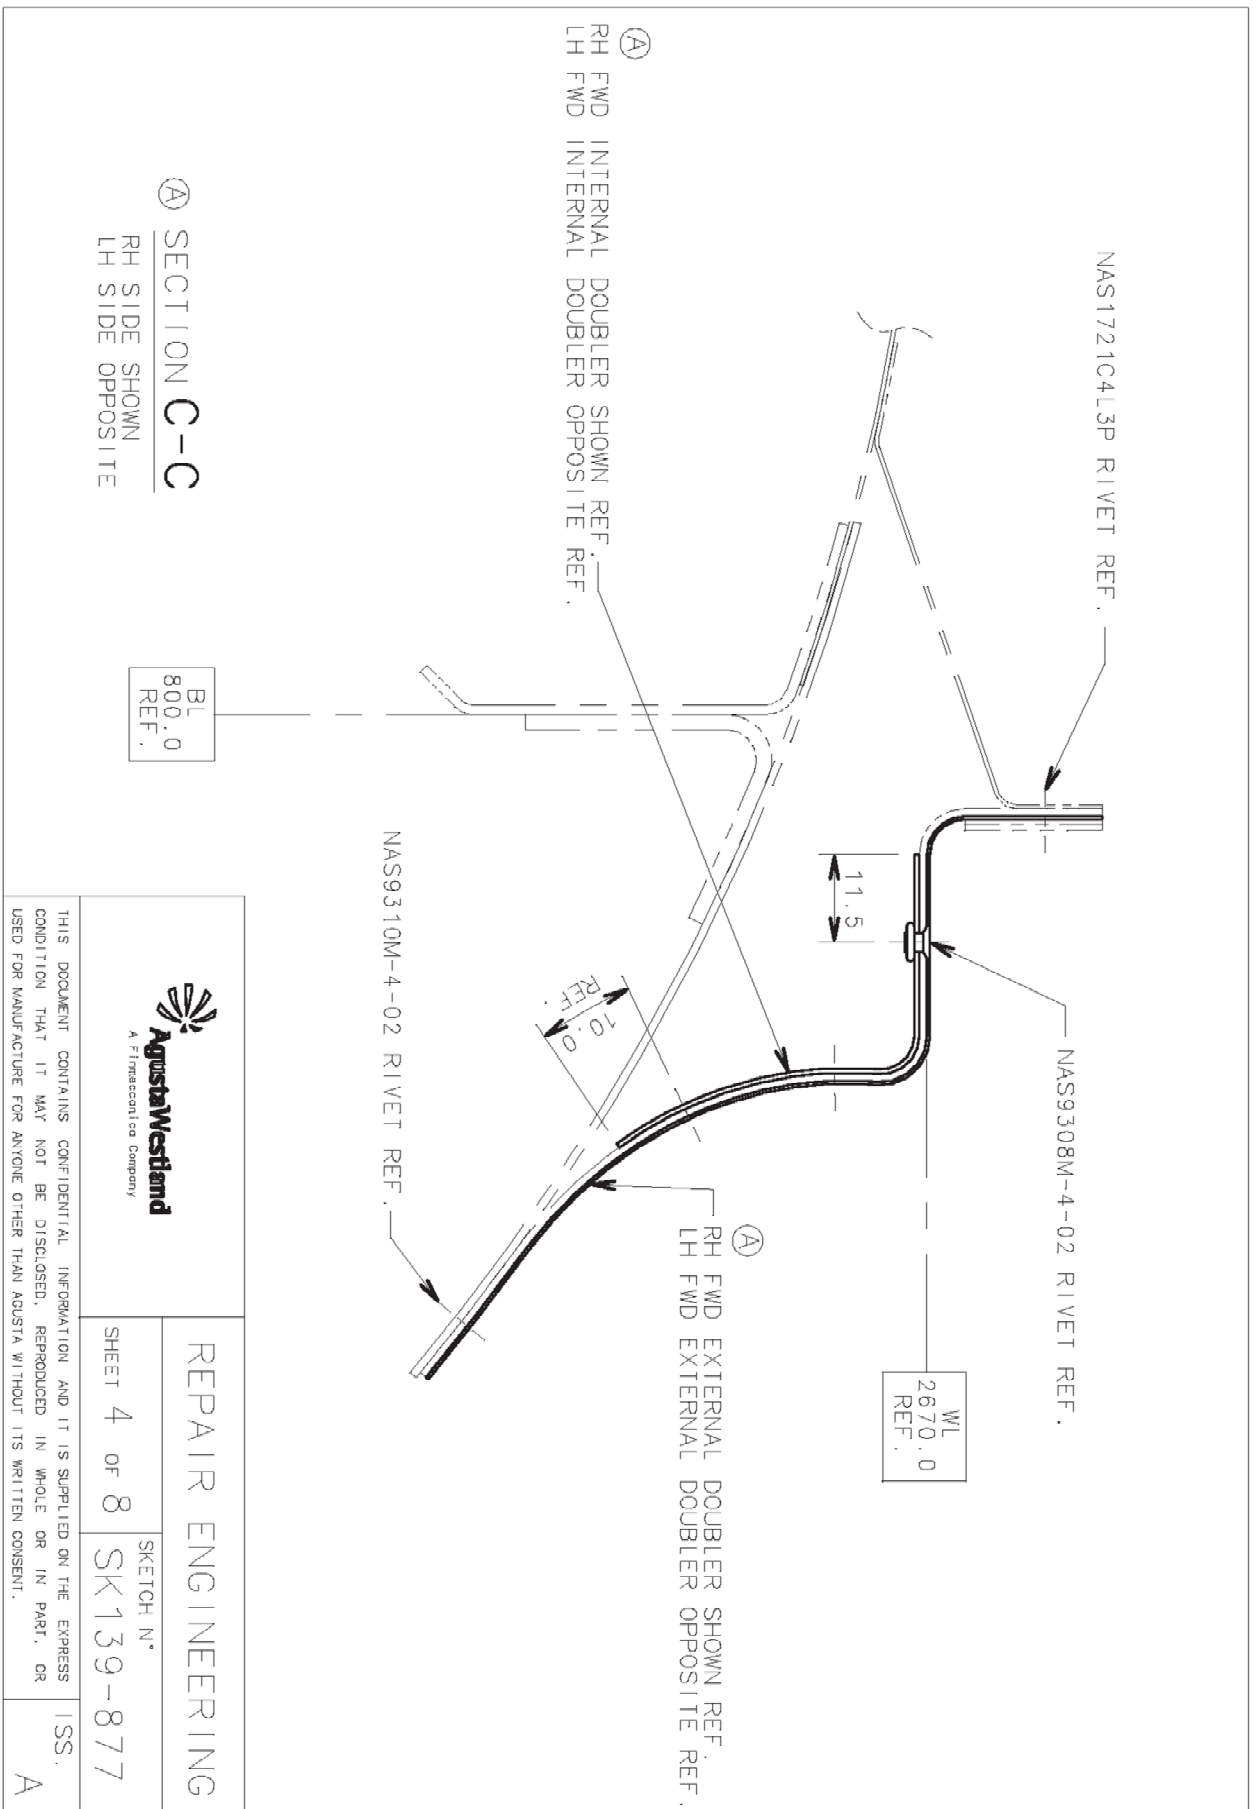 NAS1721C4L3P RIVET REF.
NAS9308M-4-02 RIVET REF.
WL
2670.0
REF.
11.5
A
RH FWD INTERNAL DOUBLER SHOWN REF.
LH FWD INTERNAL DOUBLER OPPOSITE REF.
A
RH FWD EXTERNAL DOUBLER SHOWN REF.
LH FWD EXTERNAL DOUBLER OPPOSITE REF.
10.0
REF.
NAS9310M-4-02 RIVET REF.
A SECTION C-C
RH SIDE SHOWN
LH SIDE OPPOSITE
BL
800.0
REF.
AgustaWestland
A Finmeccanica Company
REPAIR ENGINEERING
SHEET 4 OF 8
SKETCH N°
SK139-877
THIS DOCUMENT CONTAINS CONFIDENTIAL INFORMATION AND IT IS SUPPLIED ON THE EXPRESS
CONDITION THAT IT MAY NOT BE DISCLOSED, REPRODUCED IN WHOLE OR IN PART, OR
USED FOR MANUFACTURE FOR ANYONE OTHER THAN AGUSTA WITHOUT ITS WRITTEN CONSENT.
ISS.
A